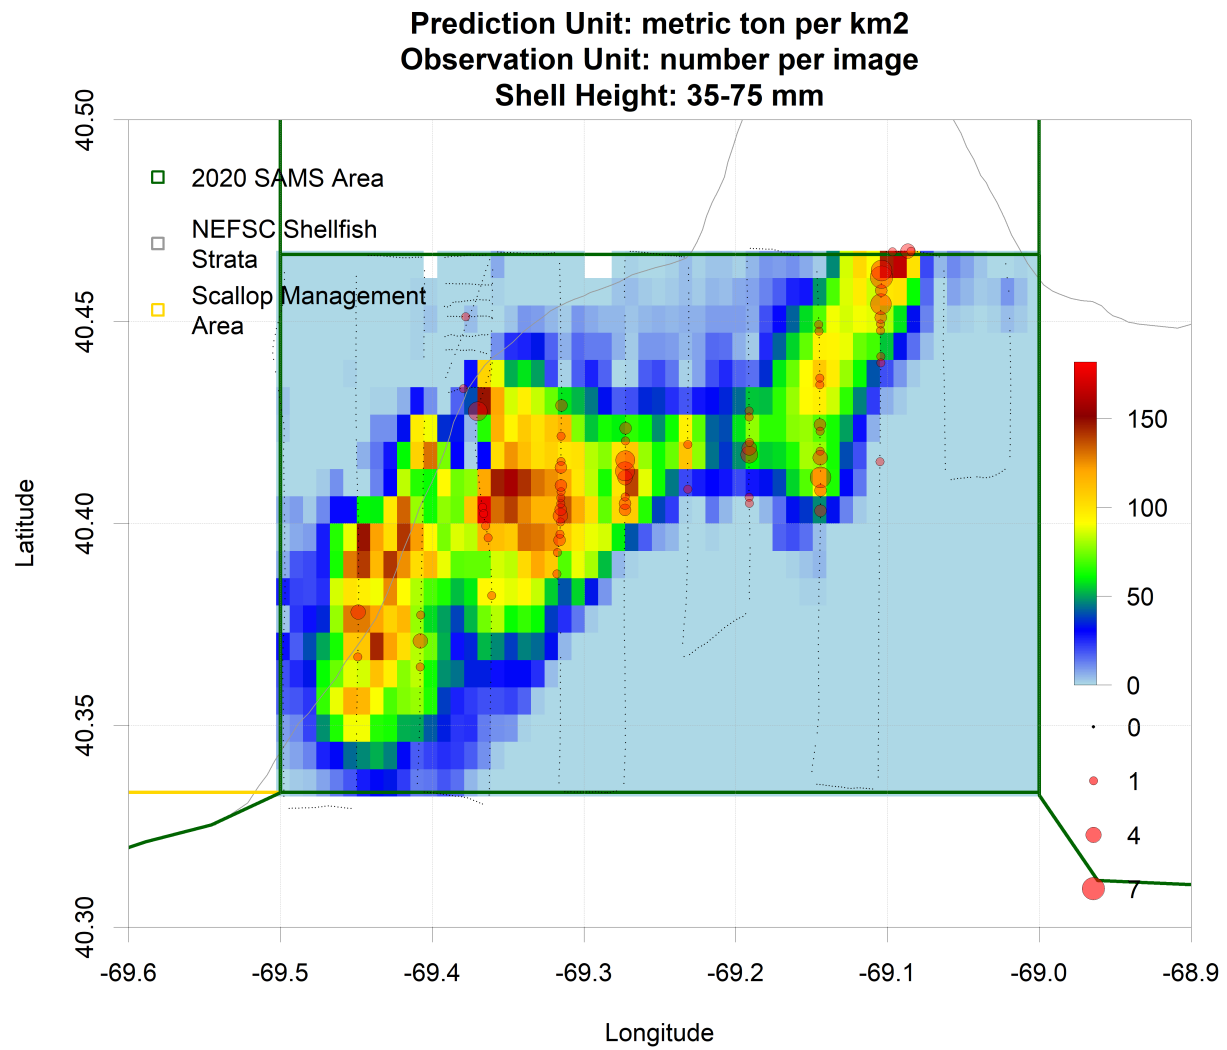 Prediction Unit: metric ton per km2
Observation Unit: number per image
Shell Height: 35-75 mm
2020 SAMS Area
NEFSC Shellfish
Strata
Scallop Management
Area
Latitude
40.50
40.45
40.40
40.35
40.30
150
100
50
0
0
1
4
7
-69.6 -69.5 -69.4 -69.3 -69.2 -69.1 -69.0 -68.9
Longitude